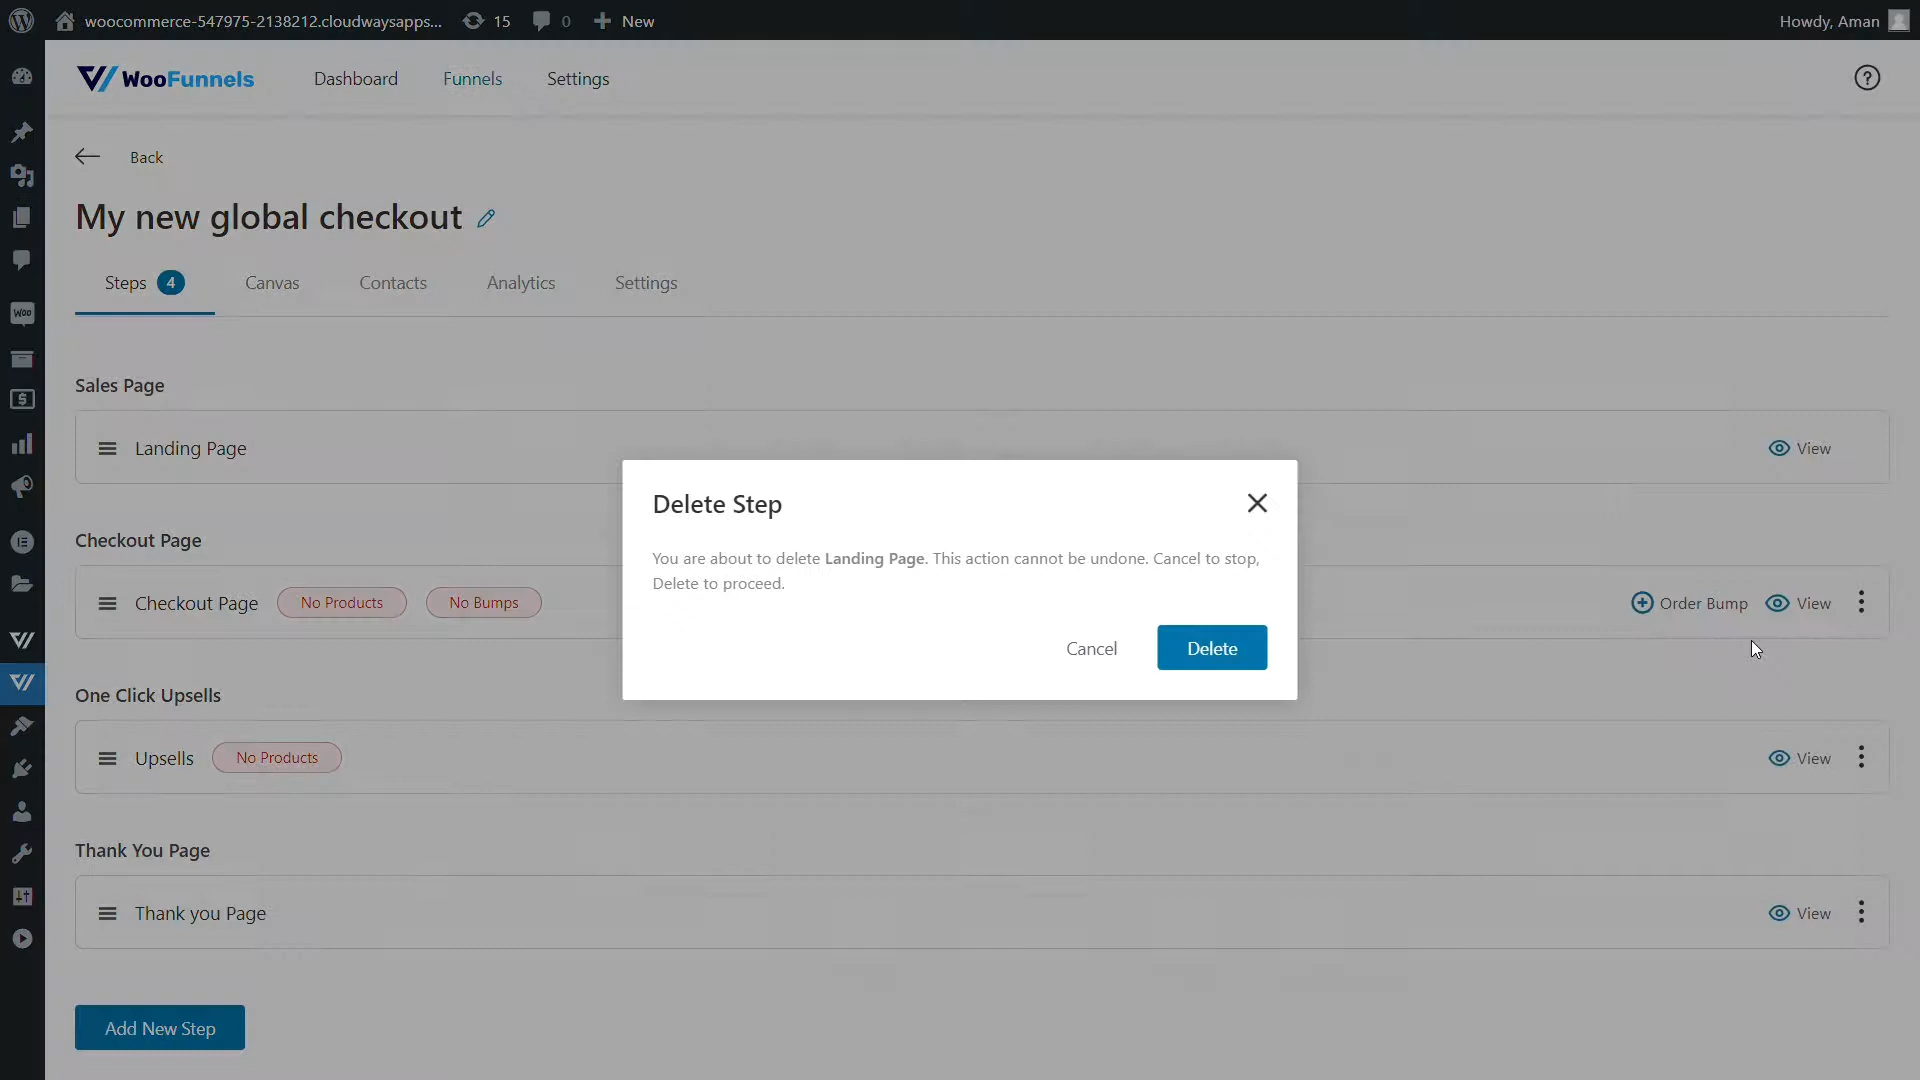 woocommerce-547975-2138212.cloudwaysapps... 15 0 New Howdy, Aman
WooFunnels Dashboard Funnels Settings
Back
My new global checkout
Steps 4 Canvas Contacts Analytics Settings
Sales Page
Landing Page View
Delete Step
You are about to delete Landing Page. This action cannot be undone. Cancel to stop,
Delete to proceed.
Cancel Delete
Checkout Page
Checkout Page No Products No Bumps Order Bump View
One Click Upsells
Upsells No Products View
Thank You Page
Thank you Page View
Add New Step
Woo